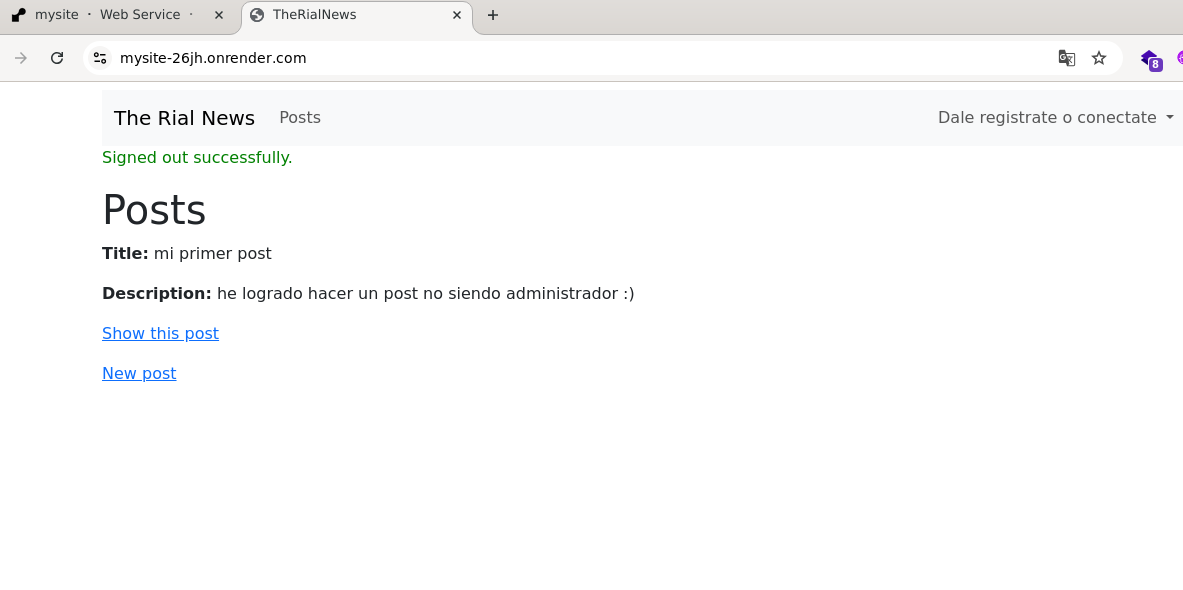 mysite · Web Service ·
TheRialNews
mysite-26jh.onrender.com
8
The Rial News Posts Dale registrate o conectate
Signed out successfully.
Posts
Title: mi primer post
Description: he logrado hacer un post no siendo administrador :)
Show this post
New post